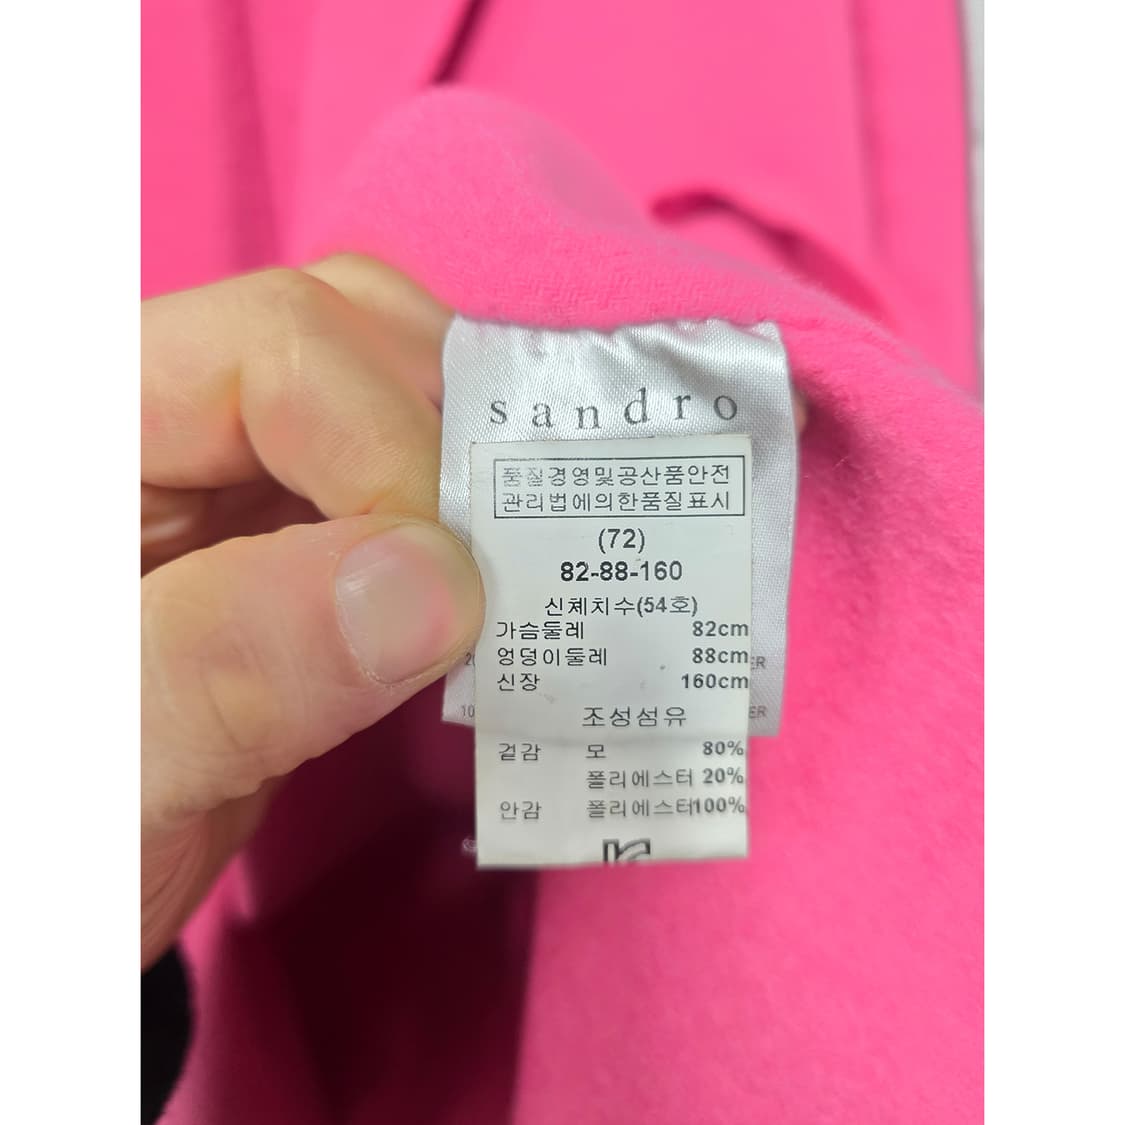 sandro
품질경영및공산품안전
관리법에의한품질표시
(72)
82-88-160
신체치수(54호)
가슴둘레 82cm
엉덩이둘레 88cm
신장 160cm
조성섬유
겉감 모 80%
폴리에스터 20%
안감 폴리에스터100%